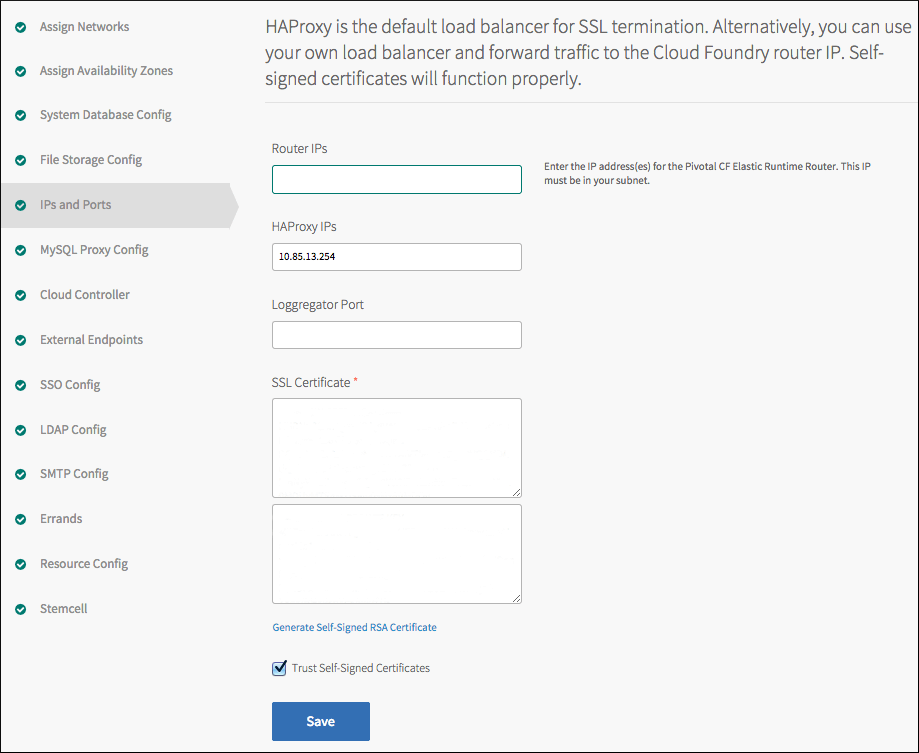 Assign Networks
Assign Availability Zones
System Database Config
File Storage Config
IPs and Ports
MySQL Proxy Config
Cloud Controller
External Endpoints
SSO Config
LDAP Config
SMTP Config
Errands
Resource Config
Stemcell
HAProxy is the default load balancer for SSL termination. Alternatively, you can use
your own load balancer and forward traffic to the Cloud Foundry router IP. Self-
signed certificates will function properly.
Router IPs
Enter the IP address(es) for the Pivotal CF Elastic Runtime Router. This IP
must be in your subnet.
HAProxy IPs
10.85.13.254
Loggregator Port
SSL Certificate *
Generate Self-Signed RSA Certificate
Trust Self-Signed Certificates
Save